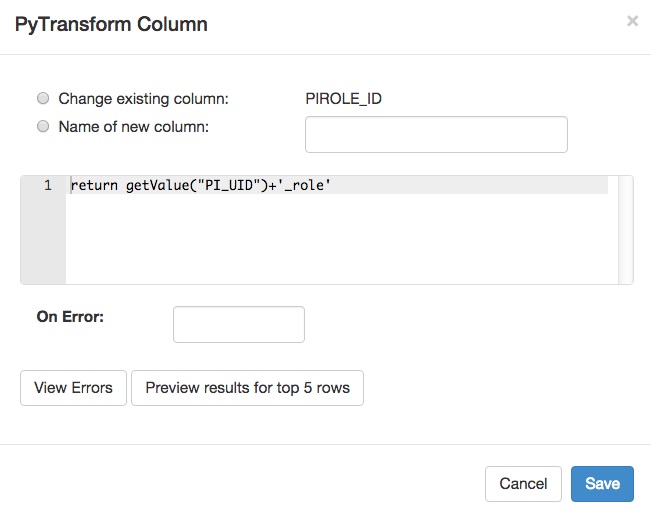 PyTransform Column ×
Change existing column: PIROLE_ID
Name of new column:
1 return getValue("PI_UID")+'_role'
On Error:
View Errors Preview results for top 5 rows
Cancel Save